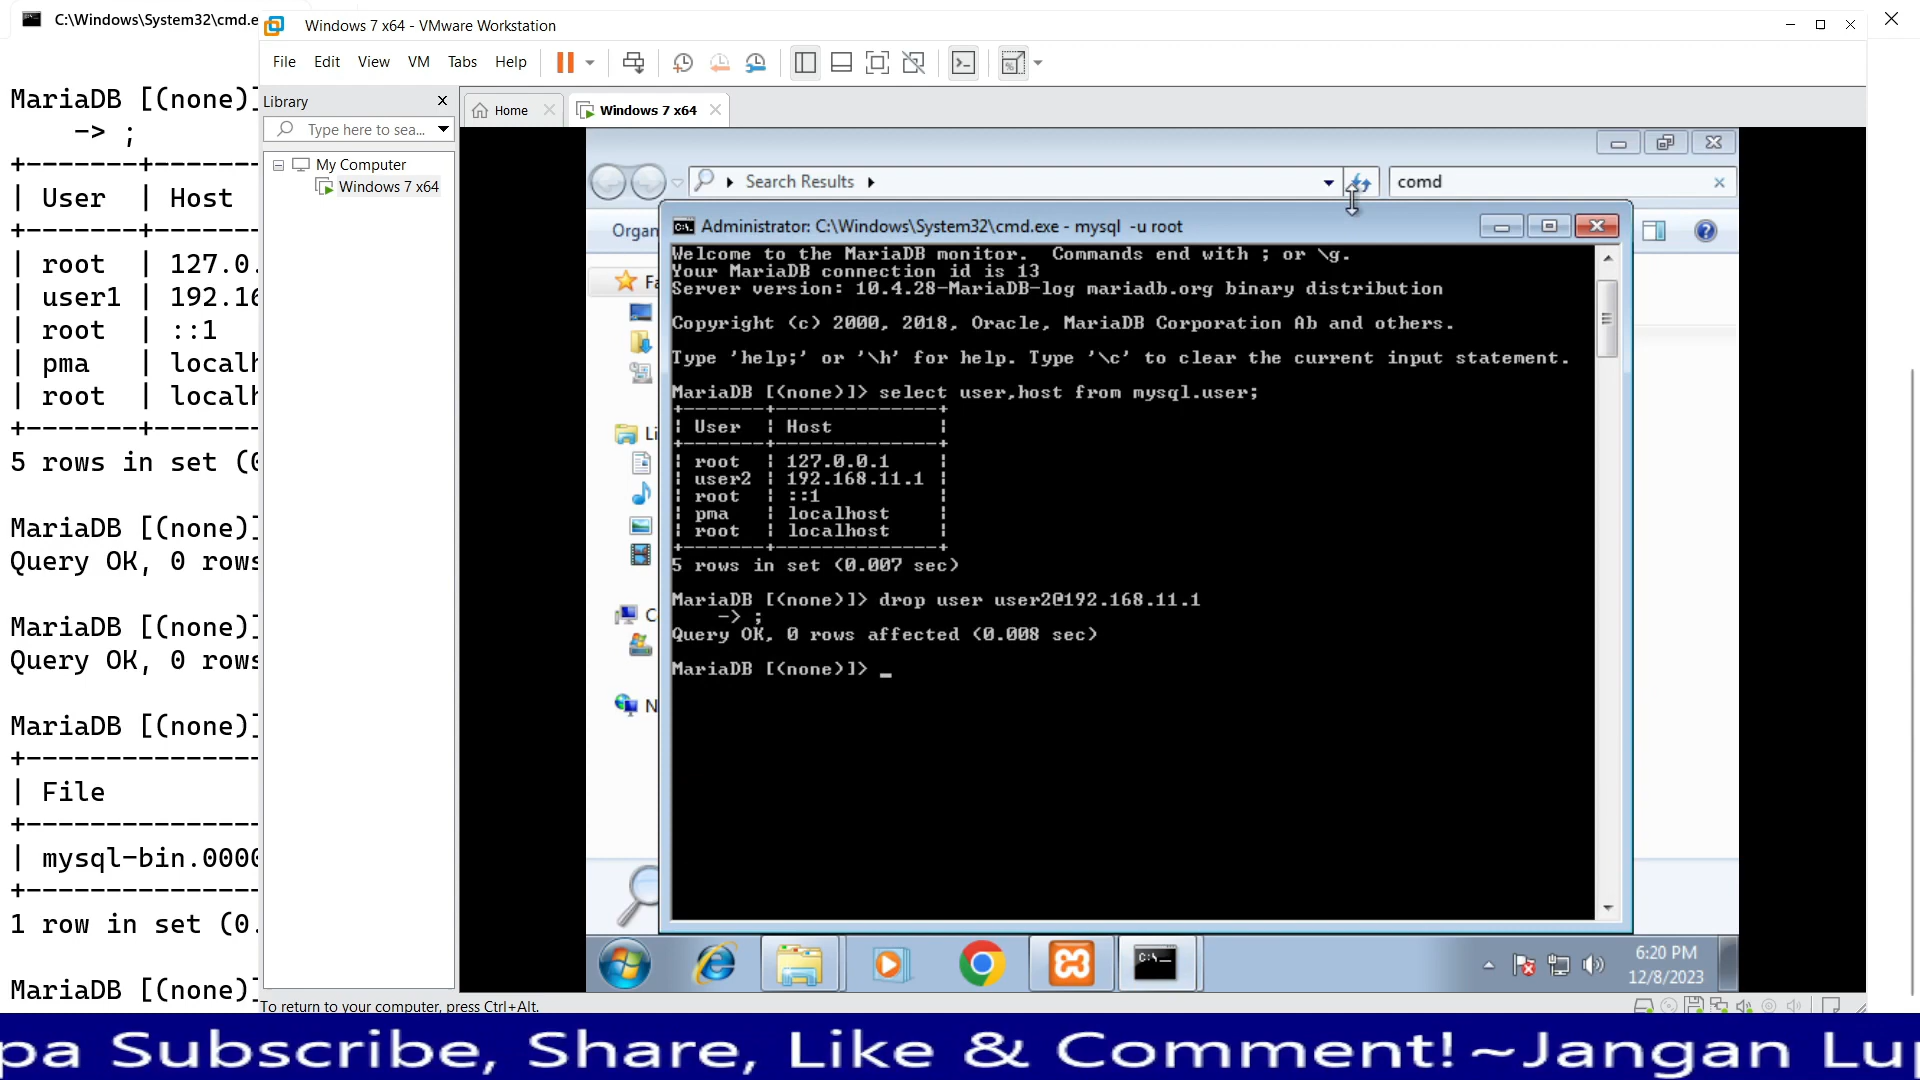 C:\Windows\System32\cmd.e
MariaDB [(none)]
-> ;
+-------+-------
| User | Host
+-------+-------
| root | 127.0.
| user1 | 192.16
| root | ::1
| pma | localh
| root | localh
+-------+-------
5 rows in set (0
MariaDB [(none)]
Query OK, 0 rows
MariaDB [(none)]
Query OK, 0 rows
MariaDB [(none)]
+---------------
| File
+---------------
| mysql-bin.0000
+---------------
1 row in set (0.
MariaDB [(none)]
Windows 7 x64 - VMware Workstation
File Edit View VM Tabs Help
Library
Type here to sea...
My Computer
Windows 7 x64
Home
Windows 7 x64
Search Results
comd
Organ
Fa
Li
C
N
Administrator: C:\Windows\System32\cmd.exe - mysql -u root
Welcome to the MariaDB monitor. Commands end with ; or \g.
Your MariaDB connection id is 13
Server version: 10.4.28-MariaDB-log mariadb.org binary distribution
Copyright (c) 2000, 2018, Oracle, MariaDB Corporation Ab and others.
Type 'help;' or '\h' for help. Type '\c' to clear the current input statement.
MariaDB [(none)]> select user,host from mysql.user;
+-------+--------------+
| User | Host |
+-------+--------------+
| root | 127.0.0.1 |
| user2 | 192.168.11.1 |
| root | ::1 |
| pma | localhost |
| root | localhost |
+-------+--------------+
5 rows in set (0.007 sec)
MariaDB [(none)]> drop user user2@192.168.11.1
-> ;
Query OK, 0 rows affected (0.008 sec)
MariaDB [(none)]> _
6:20 PM
12/8/2023
To return to your computer, press Ctrl+Alt.
pa Subscribe, Share, Like & Comment!~Jangan Lup